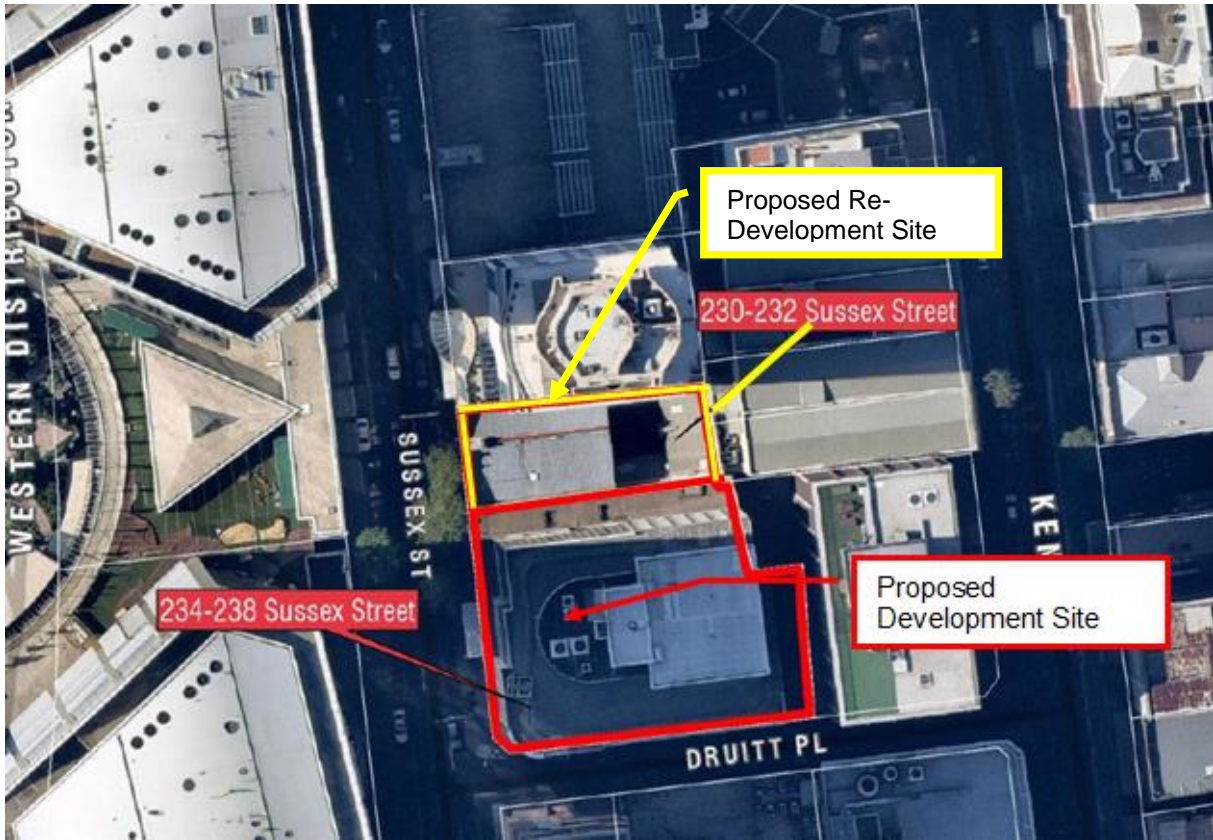 WESTERN DISTRIBUTOR
Proposed Re-
Development Site
230-232 Sussex Street
SUSSEX ST
KEN
Proposed
Development Site
234-238 Sussex Street
DRUITT PL